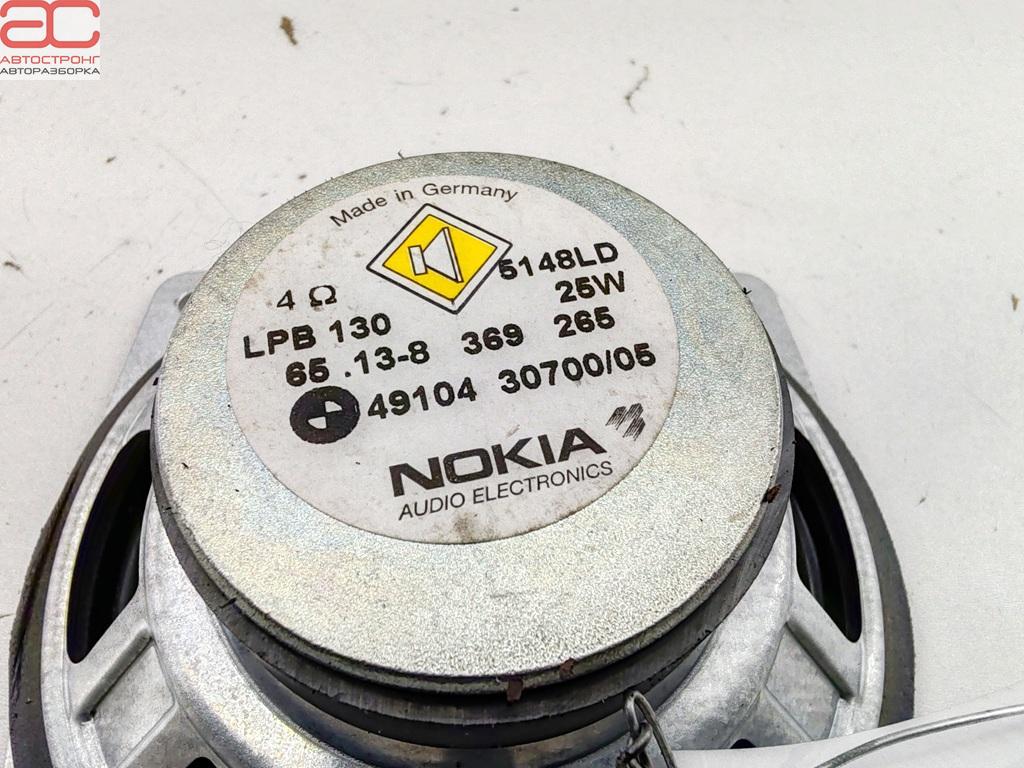 АС
АВТОСТРОНГ
АВТОРАЗБОРКА
Made in Germany
5148LD
4 Ω 25W
LPB 130
65 .13-8 369 265
49104 30700/05
NOKIA
AUDIO ELECTRONICS